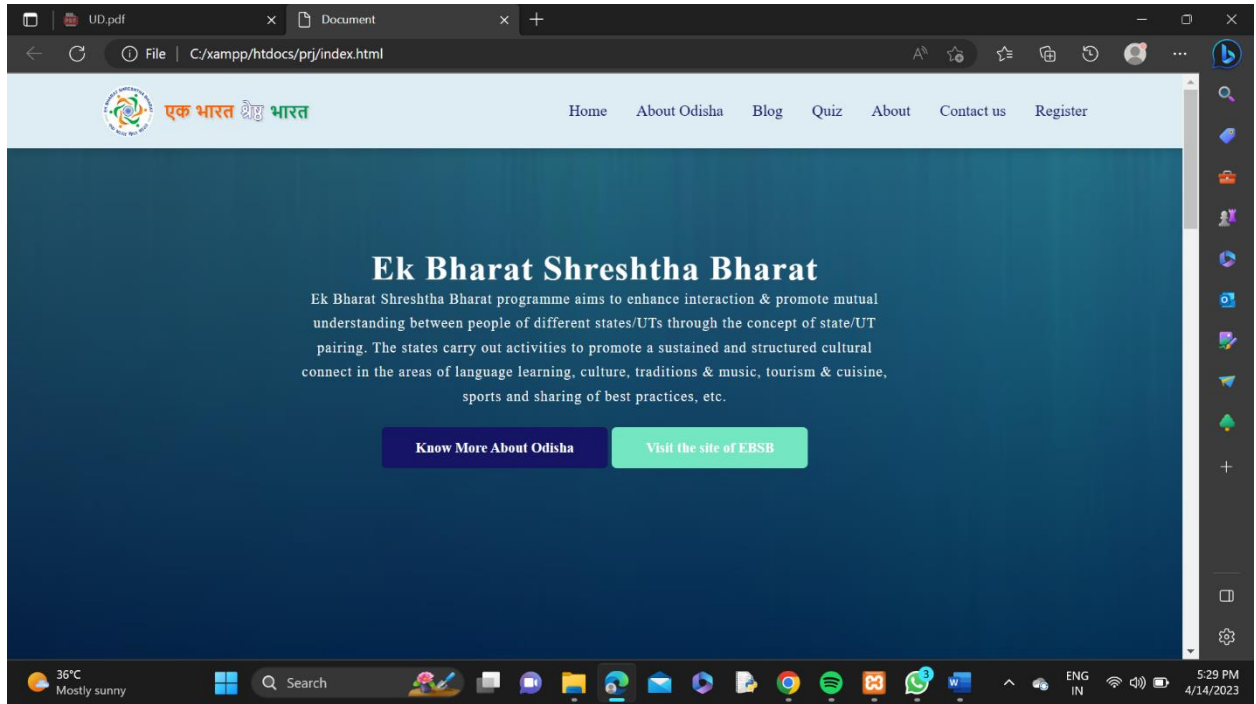 UD.pdf
Document
File | C:/xampp/htdocs/prj/index.html
एक भारत श्रेष्ठ भारत
Home About Odisha Blog Quiz About Contact us Register
Ek Bharat Shreshtha Bharat
Ek Bharat Shreshtha Bharat programme aims to enhance interaction & promote mutual
understanding between people of different states/UTs through the concept of state/UT
pairing. The states carry out activities to promote a sustained and structured cultural
connect in the areas of language learning, culture, traditions & music, tourism & cuisine,
sports and sharing of best practices, etc.
Know More About Odisha
Visit the site of EBSB
36°C
Mostly sunny
Search
3
ENG
IN
5:29 PM
4/14/2023